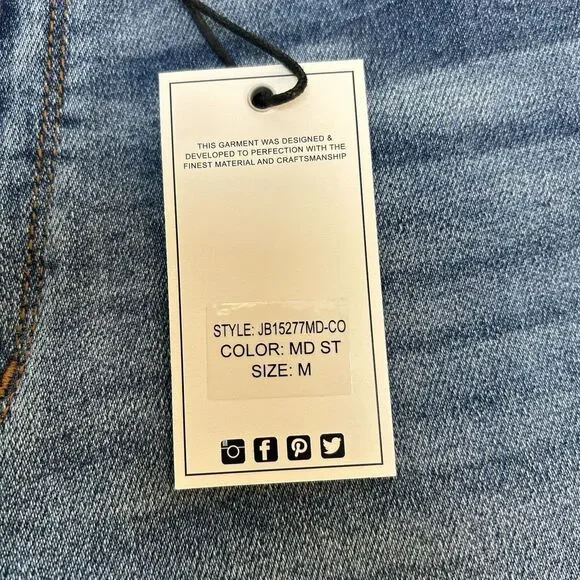 THIS GARMENT WAS DESIGNED &
DEVELOPED TO PERFECTION WITH THE
FINEST MATERIAL AND CRAFTSMANSHIP
STYLE: JB15277MD-CO
COLOR: MD ST
SIZE: M